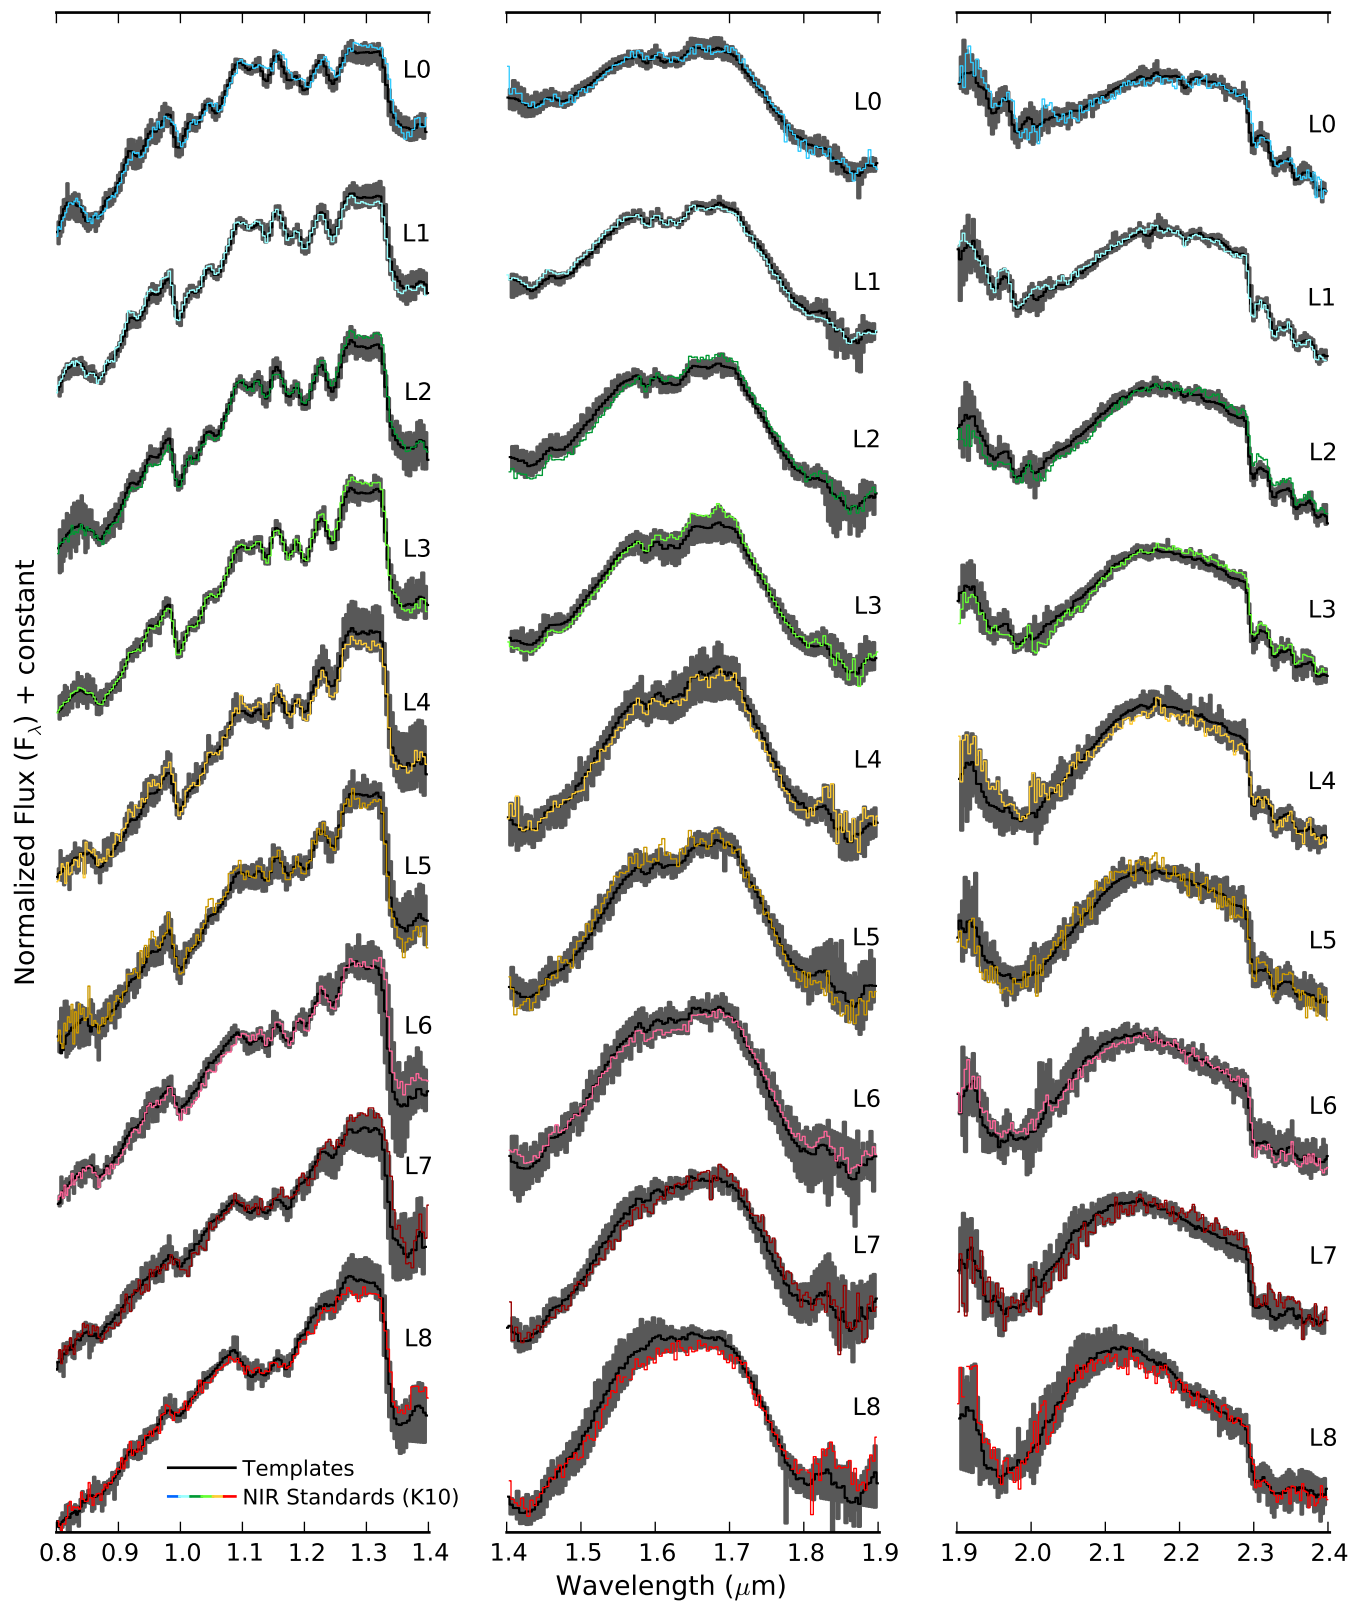 L0
L1
L2
L3
L4
L5
L6
L7
L8
L0
L1
L2
L3
L4
L5
L6
L7
L8
L0
L1
L2
L3
L4
L5
L6
L7
L8
Normalized Flux (Fλ) + constant
Templates
NIR Standards (K10)
0.8 0.9 1.0 1.1 1.2 1.3 1.4
1.4 1.5 1.6 1.7 1.8 1.9
1.9 2.0 2.1 2.2 2.3 2.4
Wavelength (μm)